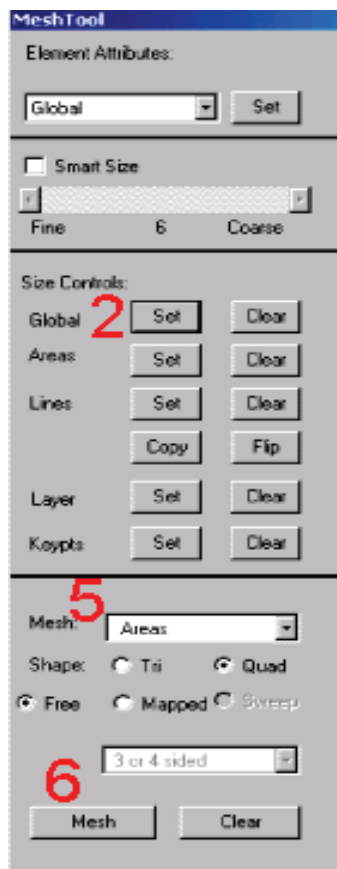 MeshTool
Element Attributes:
Global Set
Smart Size
Fine 6 Coarse
Size Controls:
Global 2 Set Clear
Areas Set Clear
Lines Set Clear
Copy Flip
Layer Set Clear
Keypts Set Clear
5
Mesh: Areas
Shape: Tri Quad
Free Mapped Sweep
3 or 4 sided
6
Mesh Clear